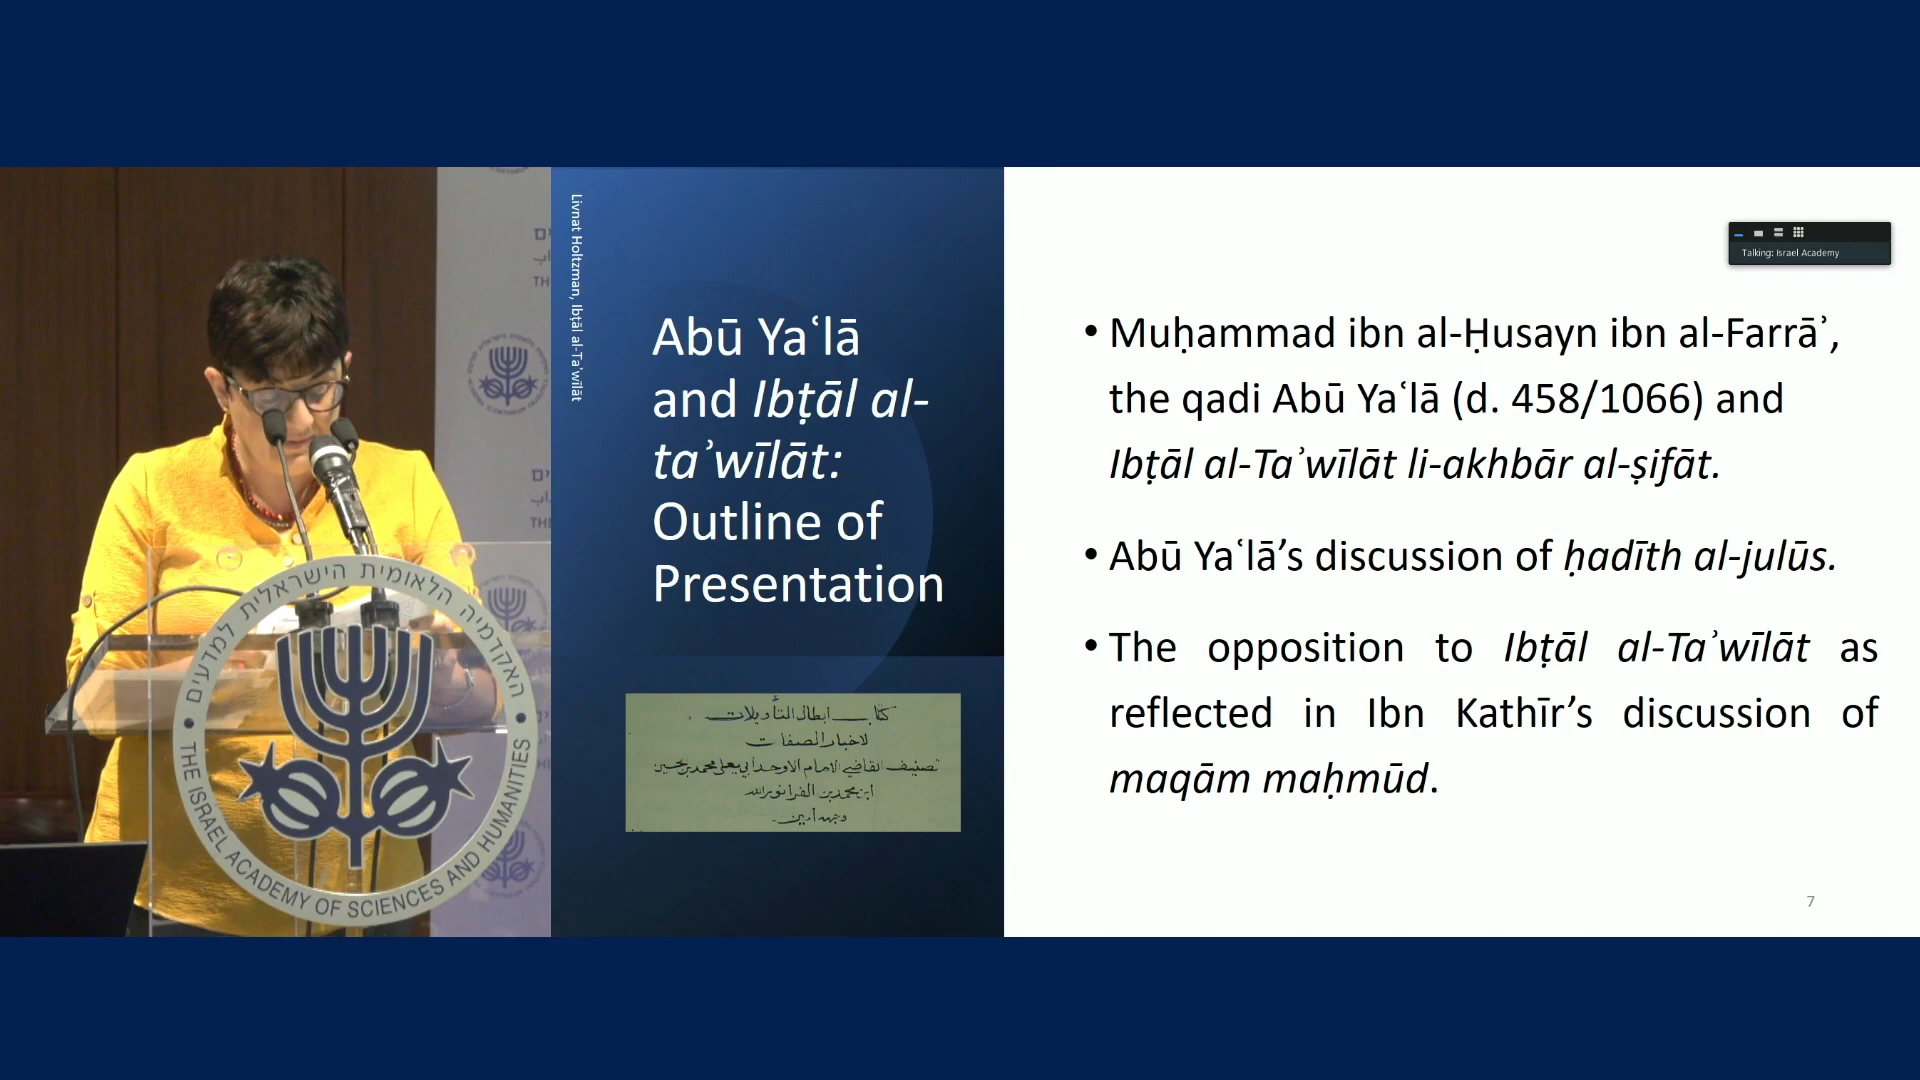 Livnat Holtzman, Ibṭāl al-Taʾwīlāt
Abū Yaʿlā
and Ibṭāl al-
taʾwīlāt:
Outline of
Presentation
كتاب ابطال التأويلات
لاخبار الصفات
تصنيف القاضي الامام الاوحد ابي يعلى محمد بن حسين
ابن محمد بن الفرا نور الله
وجهه آمين
Talking: Israel Academy
• Muḥammad ibn al-Ḥusayn ibn al-Farrāʾ,
the qadi Abū Yaʿlā (d. 458/1066) and
Ibṭāl al-Taʾwīlāt li-akhbār al-ṣifāt.
• Abū Yaʿlā’s discussion of ḥadīth al-julūs.
• The opposition to Ibṭāl al-Taʾwīlāt as
reflected in Ibn Kathīr’s discussion of
maqām maḥmūd.
7
האקדמיה הלאומית הישראלית למדעים
THE ISRAEL ACADEMY OF SCIENCES AND HUMANITIES